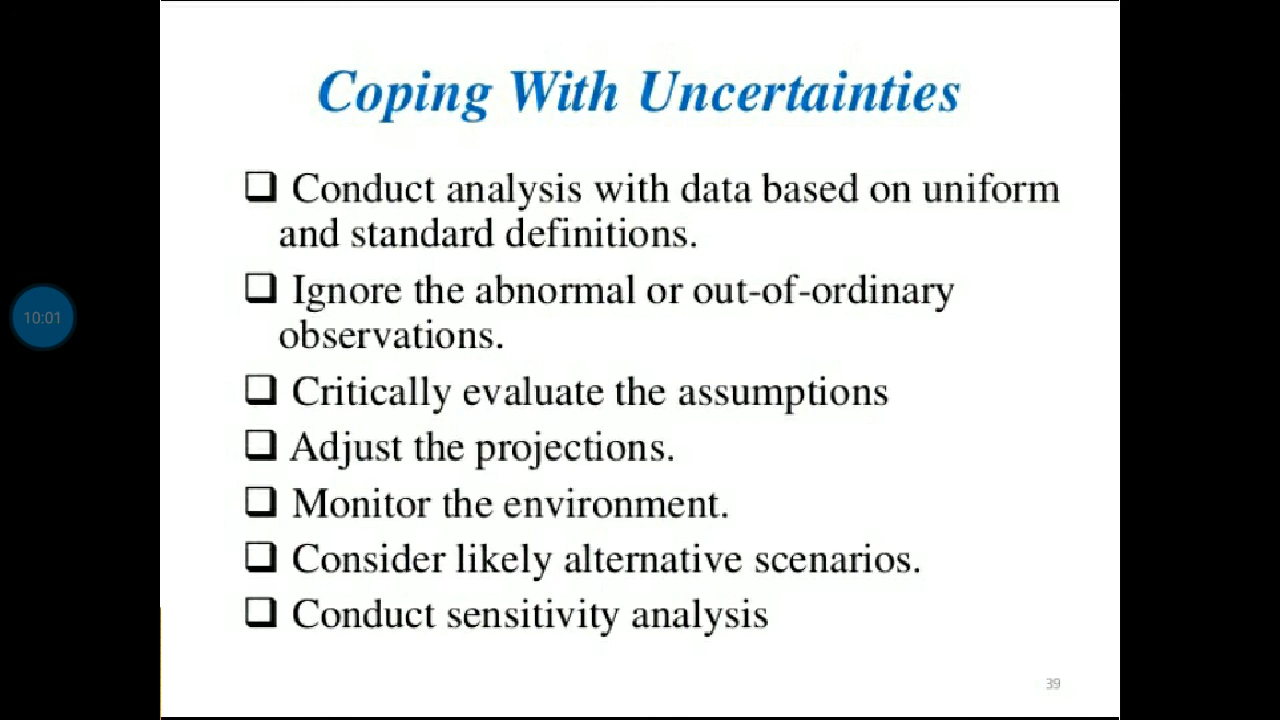 Coping With Uncertainties
❑ Conduct analysis with data based on uniform
and standard definitions.
❑ Ignore the abnormal or out-of-ordinary
observations.
❑ Critically evaluate the assumptions
❑ Adjust the projections.
❑ Monitor the environment.
❑ Consider likely alternative scenarios.
❑ Conduct sensitivity analysis
10:01
39